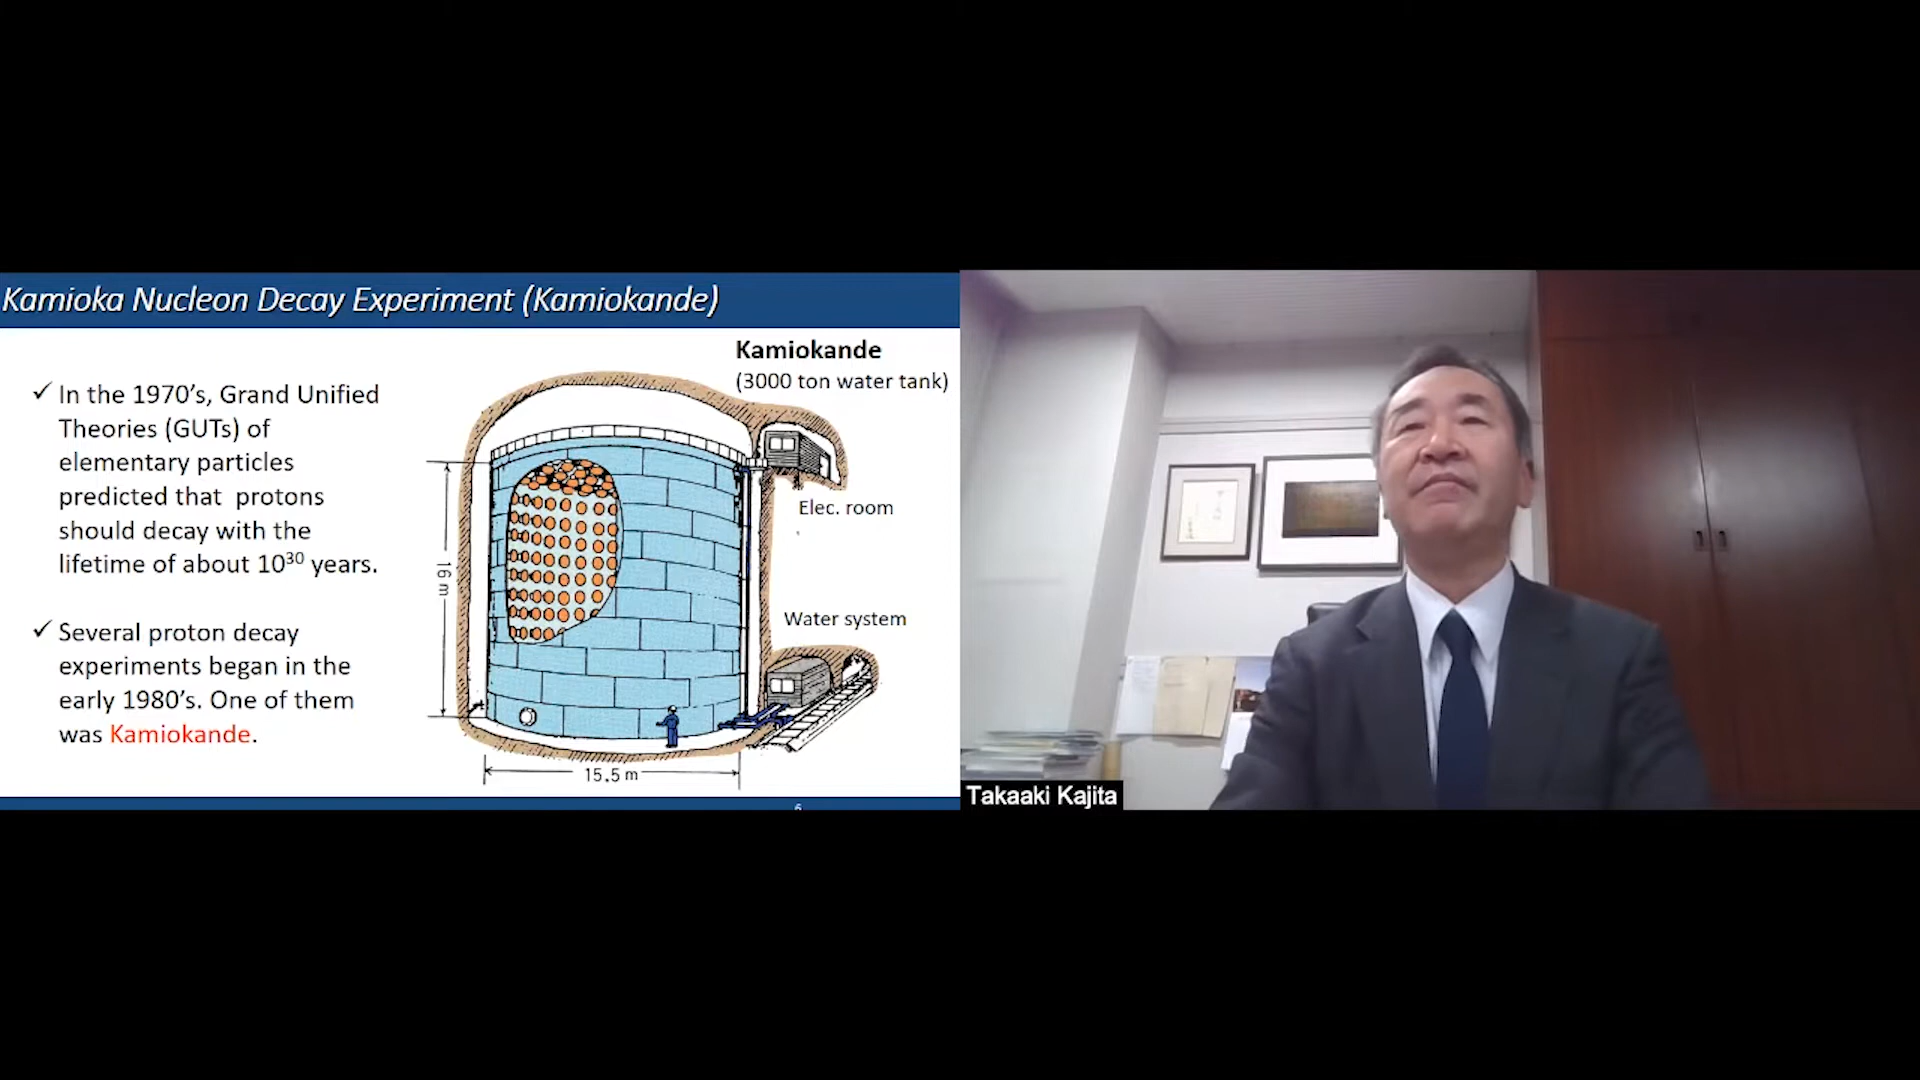 Kamioka Nucleon Decay Experiment (Kamiokande)
✓ In the 1970's, Grand Unified
Theories (GUTs) of
elementary particles
predicted that protons
should decay with the
lifetime of about 10³⁰ years.
✓ Several proton decay
experiments began in the
early 1980's. One of them
was Kamiokande.
Kamiokande
(3000 ton water tank)
Elec. room
Water system
16 m
15.5 m
6
Takaaki Kajita